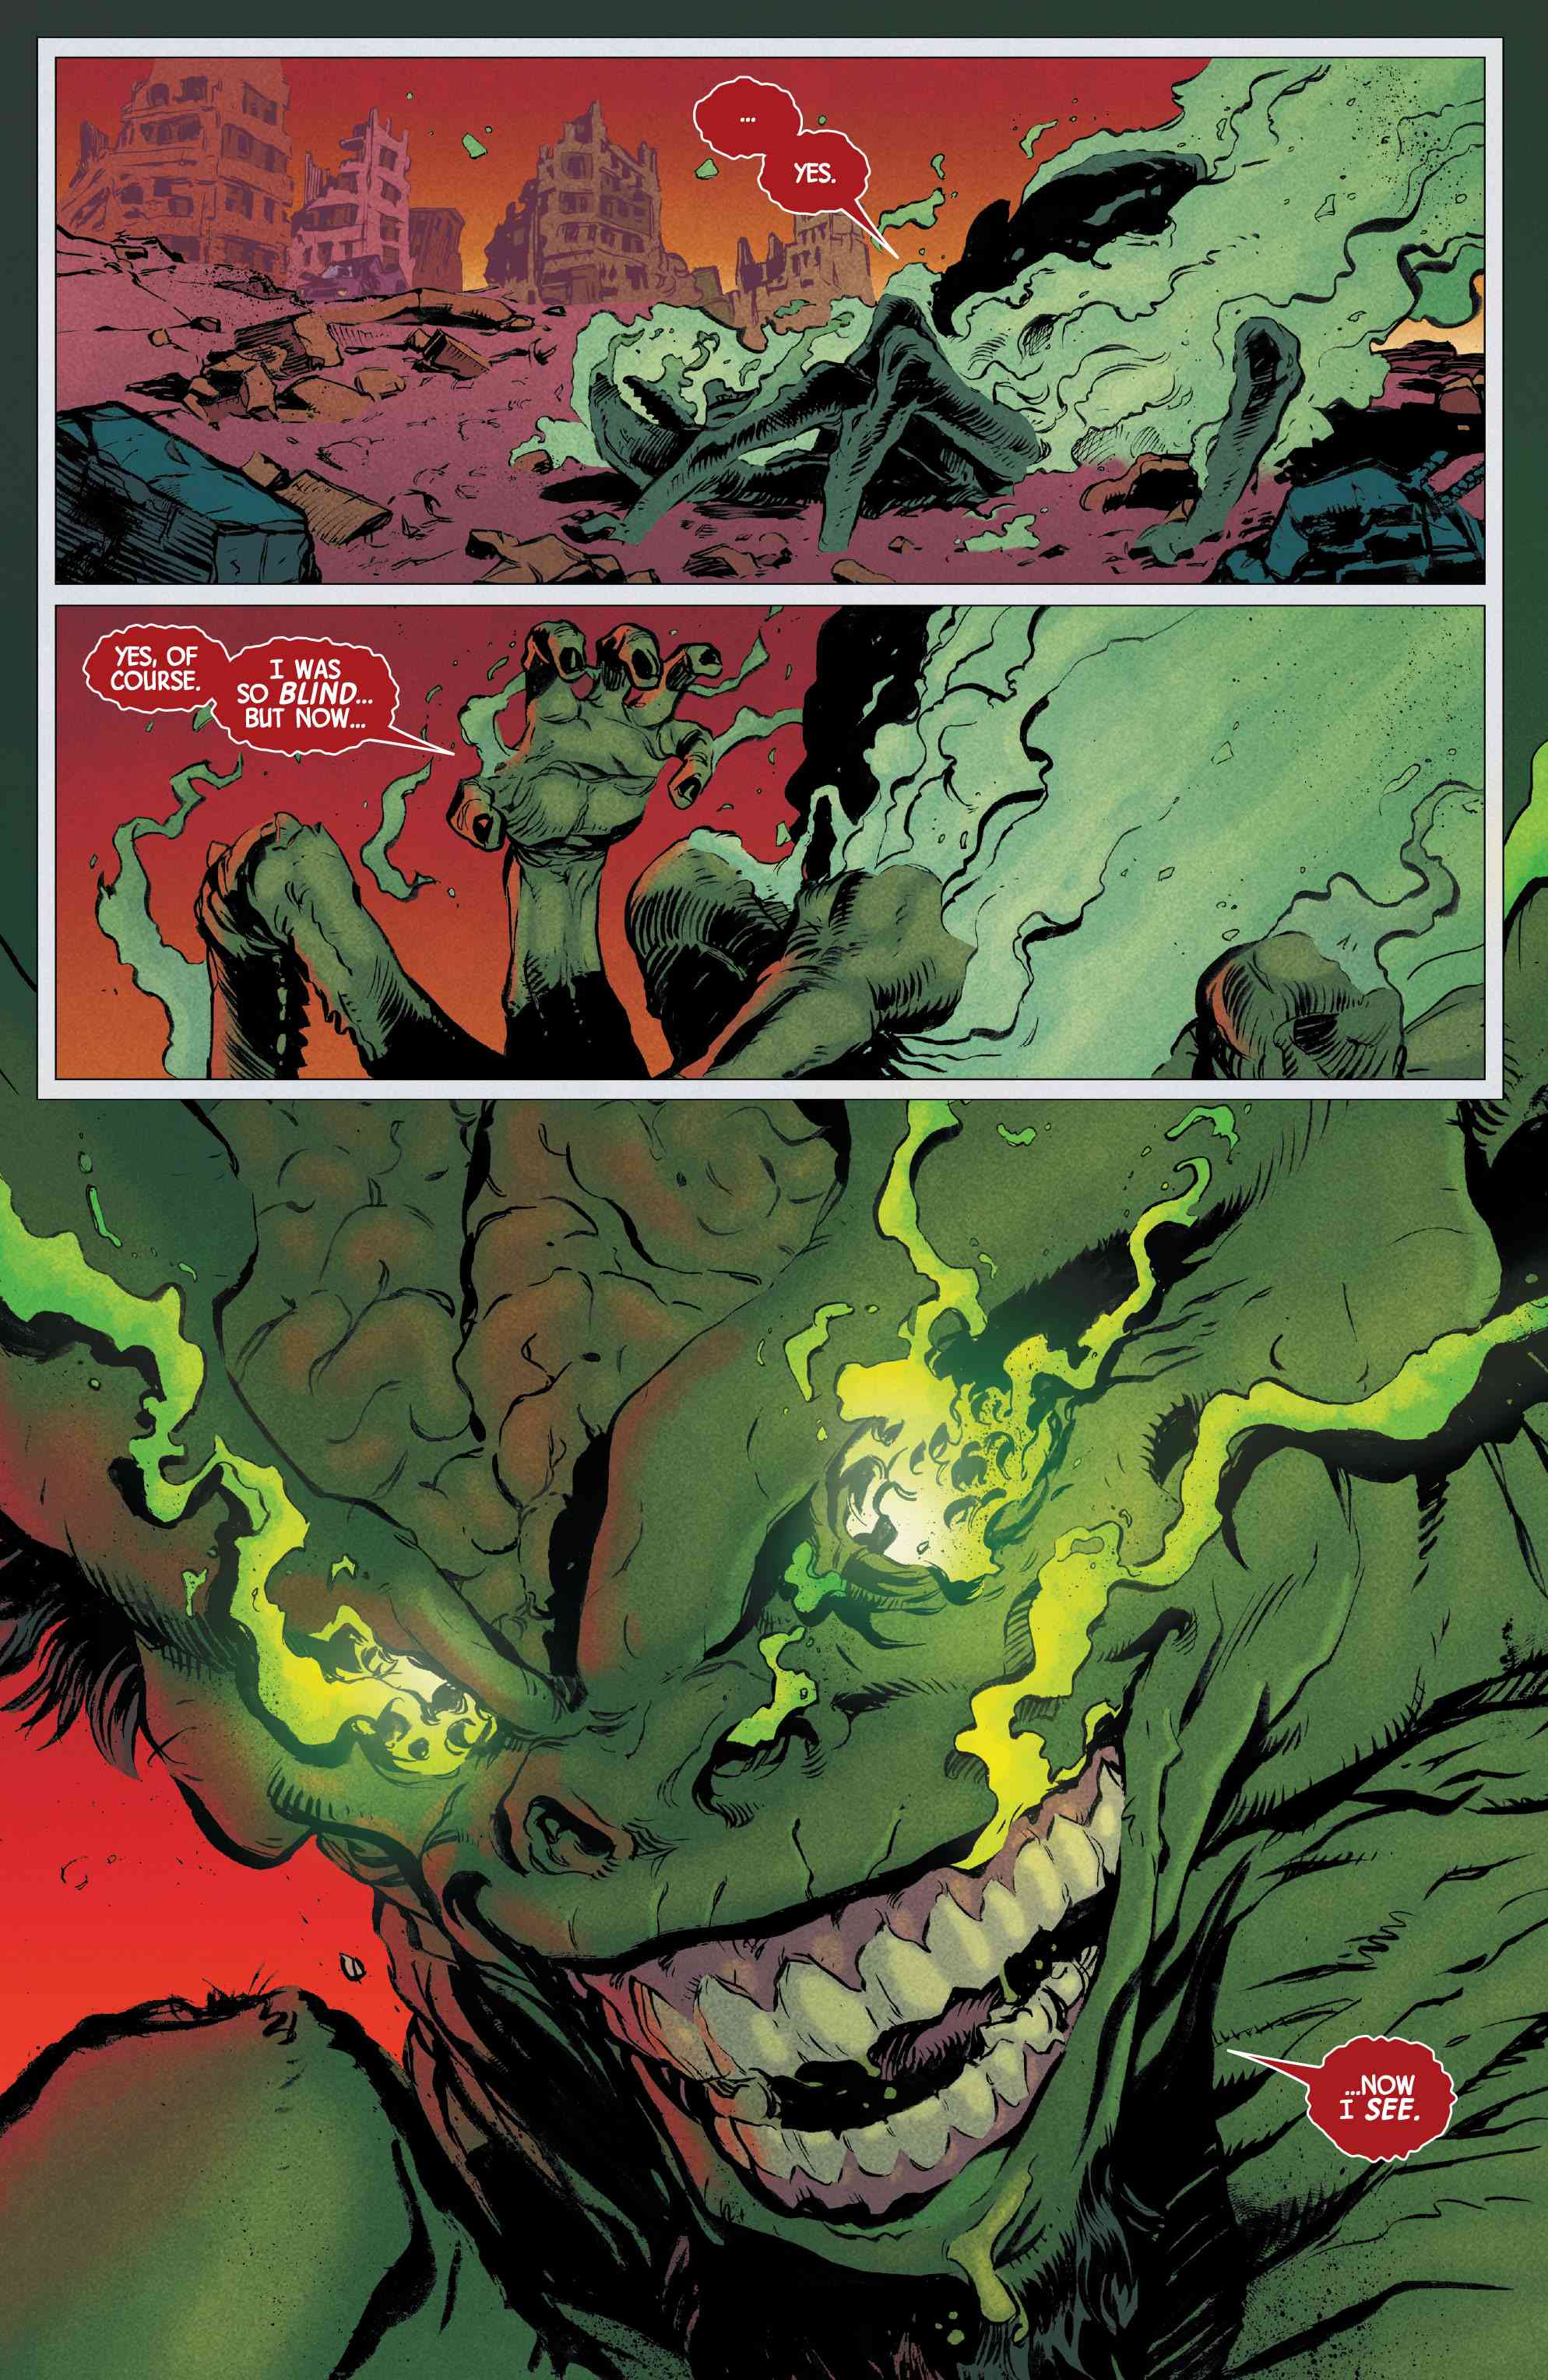 ...
YES.
YES, OF
COURSE.
I WAS
SO BLIND...
BUT NOW...
...NOW
I SEE.